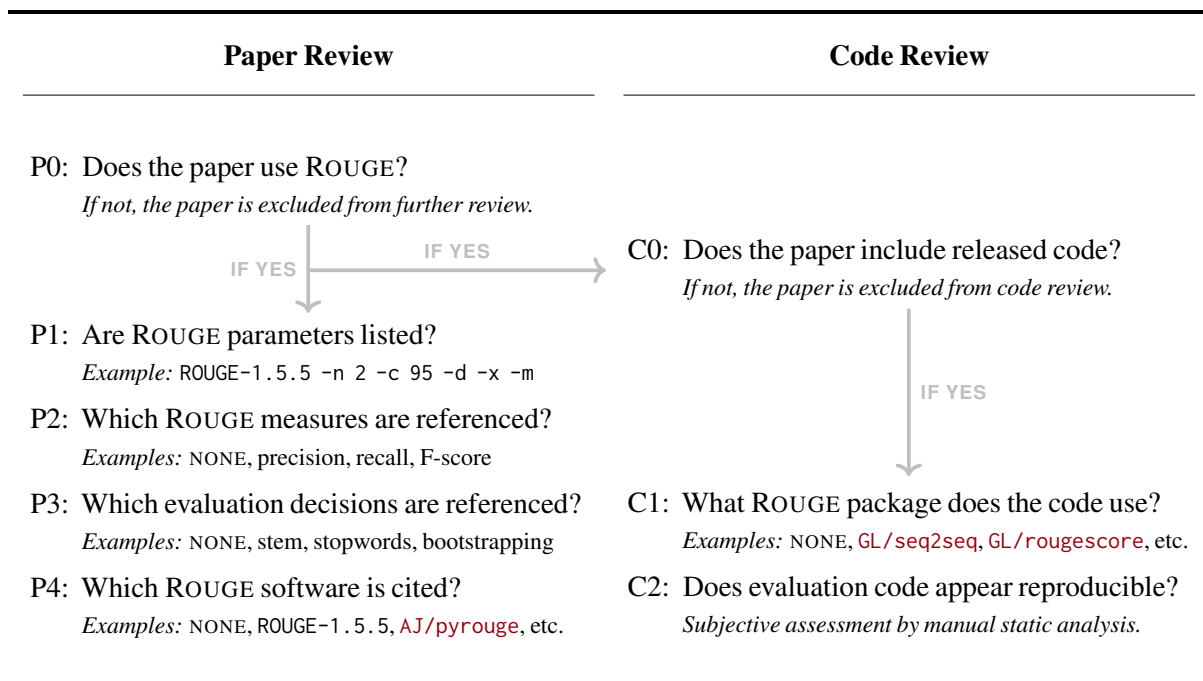 Paper Review
P0: Does the paper use ROUGE?
If not, the paper is excluded from further review.
IF YES
IF YES
P1: Are ROUGE parameters listed?
Example: ROUGE-1.5.5 -n 2 -c 95 -d -x -m
P2: Which ROUGE measures are referenced?
Examples: NONE, precision, recall, F-score
P3: Which evaluation decisions are referenced?
Examples: NONE, stem, stopwords, bootstrapping
P4: Which ROUGE software is cited?
Examples: NONE, ROUGE-1.5.5, AJ/pyrouge, etc.
Code Review
C0: Does the paper include released code?
If not, the paper is excluded from code review.
IF YES
C1: What ROUGE package does the code use?
Examples: NONE, GL/seq2seq, GL/rougescore, etc.
C2: Does evaluation code appear reproducible?
Subjective assessment by manual static analysis.